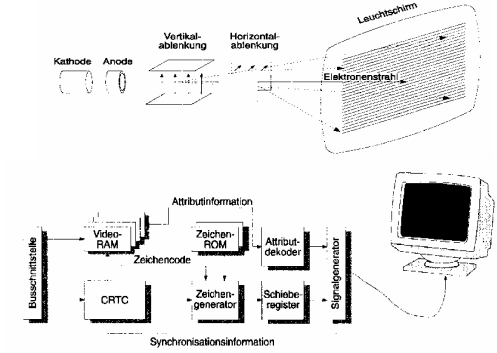 Leuchtschirm
Vertikal-
ablenkung
Horizontal-
ablenkung
Kathode
Anode
Elektronenstrahl
Attributinformation
Busschnittstelle
Video-
RAM
Zeichen-
ROM
Attribut-
dekoder
Zeichencode
CRTC
Zeichen-
generator
Schiebe-
register
Signalgenerator
Synchronisationsinformation